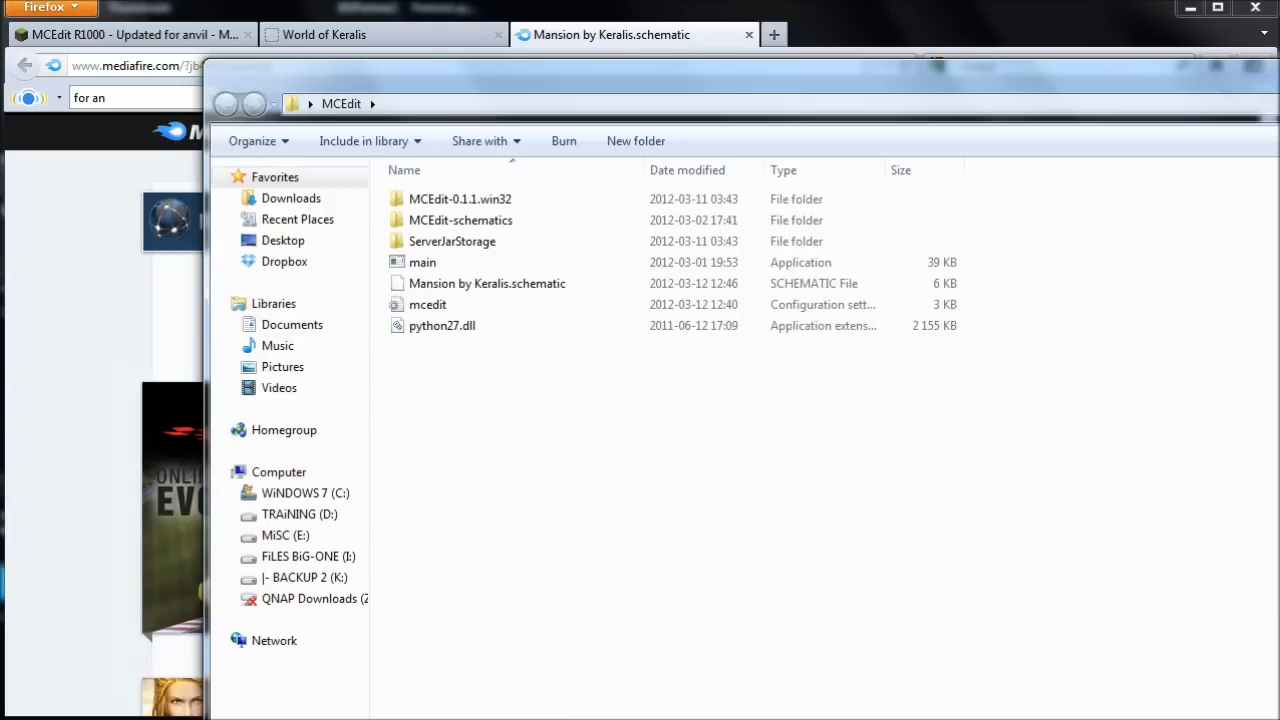 Firefox
MCEdit R1000 - Updated for anvil - M...
World of Keralis
Mansion by Keralis.schematic
www.mediafire.com/?jb
for an
MCEdit
Organize
Include in library
Share with
Burn
New folder
Name
Date modified
Type
Size
Favorites
Downloads
Recent Places
Desktop
Dropbox
Libraries
Documents
Music
Pictures
Videos
Homegroup
Computer
WiNDOWS 7 (C:)
TRAiNiNG (D:)
MiSC (E:)
FiLES BiG-ONE (I:)
|- BACKUP 2 (K:)
QNAP Downloads (Z
Network
MCEdit-0.1.1.win32 2012-03-11 03:43 File folder
MCEdit-schematics 2012-03-02 17:41 File folder
ServerJarStorage 2012-03-11 03:43 File folder
main 2012-03-01 19:53 Application 39 KB
Mansion by Keralis.schematic 2012-03-12 12:46 SCHEMATIC File 6 KB
mcedit 2012-03-12 12:40 Configuration sett... 3 KB
python27.dll 2011-06-12 17:09 Application extens... 2 155 KB
ONLIN
EVO